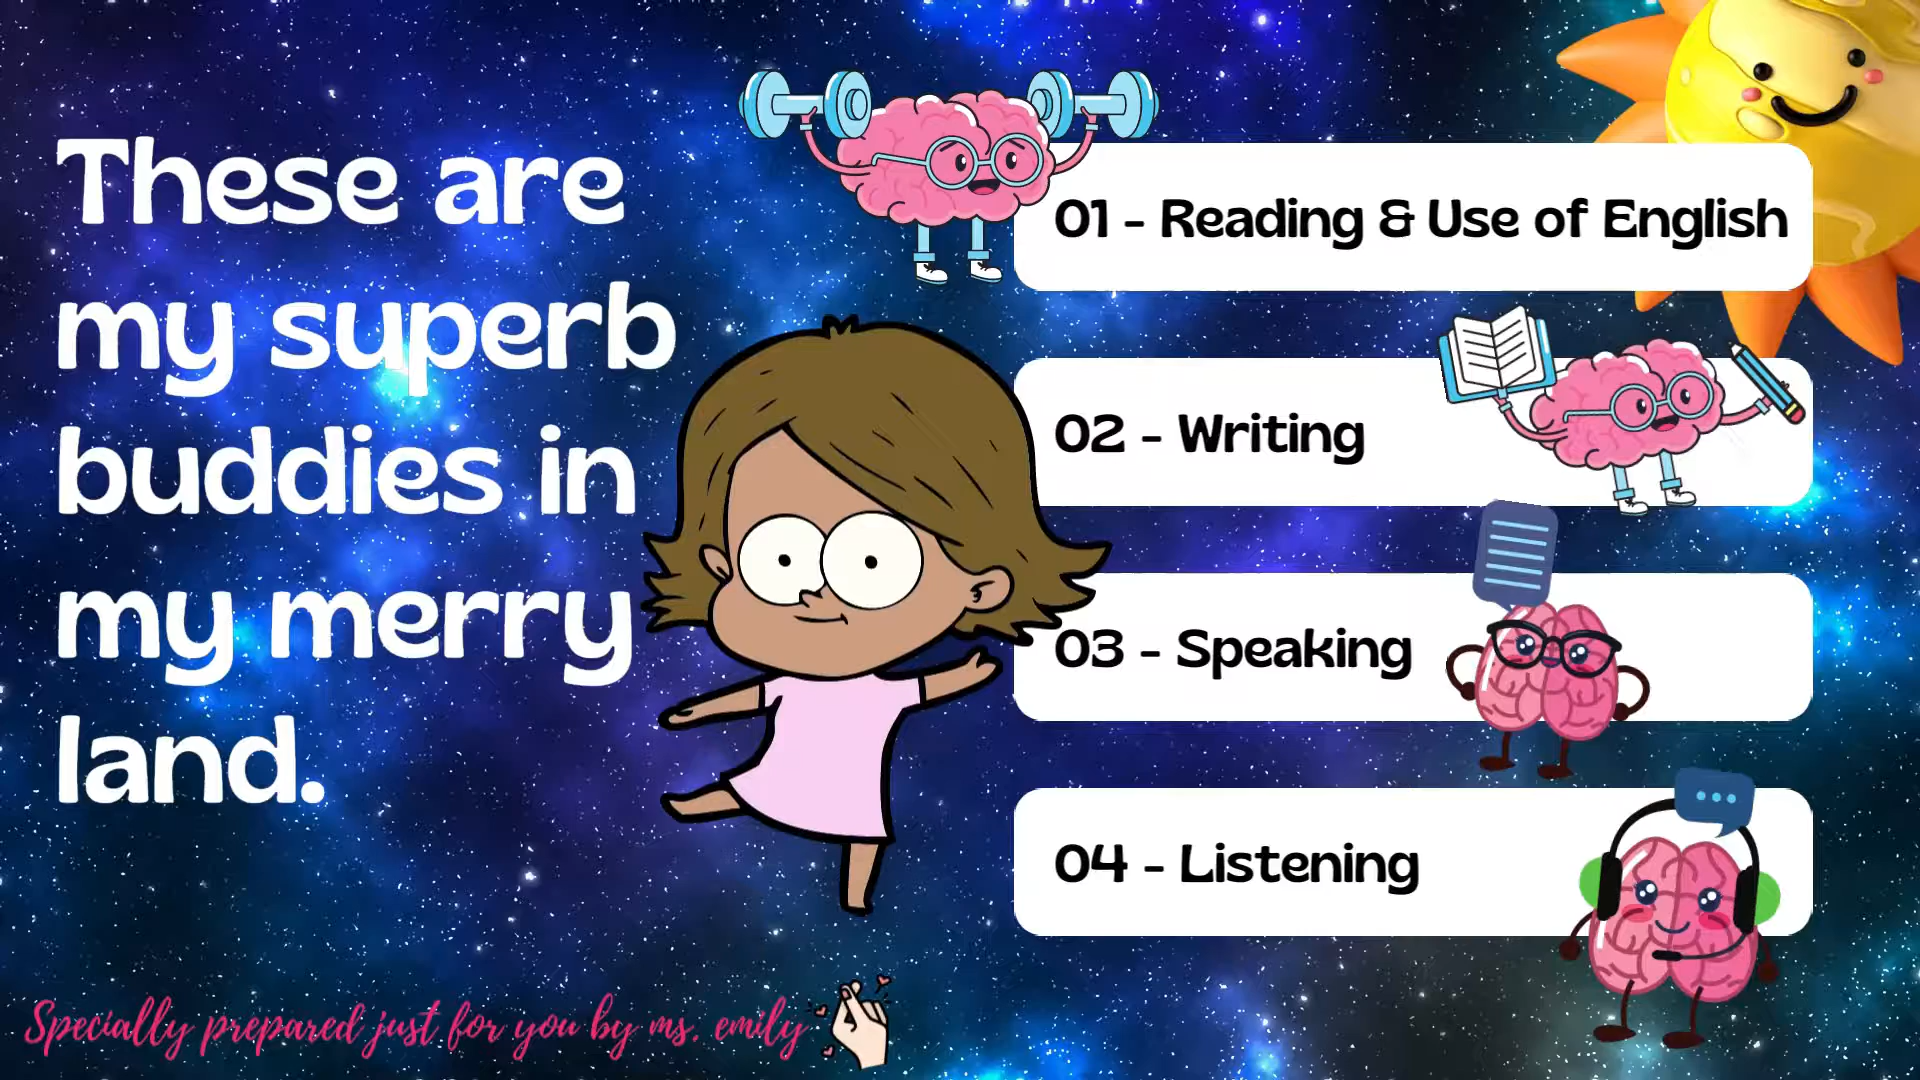 These are
my superb
buddies in
my merry
land.
01 - Reading & Use of English
02 - Writing
03 - Speaking
04 - Listening
Specially prepared just for you by ms. emily